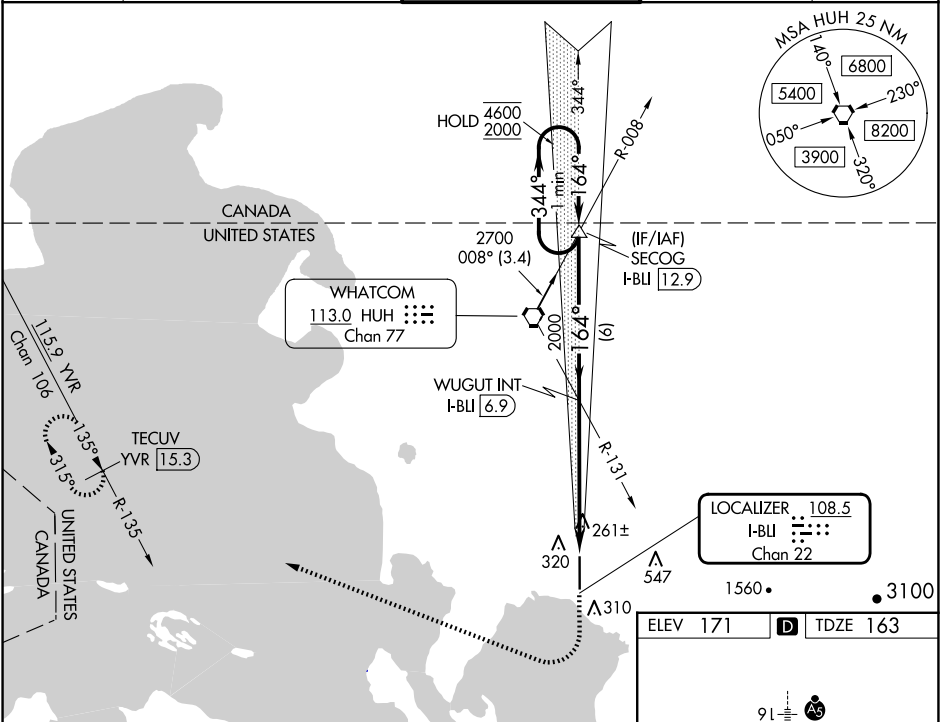 MSA HUH 25 NM
140°
6800
5400
230°
050°
8200
3900
320°
HOLD 4600
2000
344°
R-008
344°
1 min
164°
CANADA
UNITED STATES
2700
008° (3.4)
(IF/IAF)
SECOG
I-BLI 12.9
WHATCOM
113.0 HUH
Chan 77
2000
164°
(6)
115.9 YVR
Chan 106
WUGUT INT
I-BLI 6.9
135°
315°
TECUV
YVR 15.3
R-131
R-135
LOCALIZER 108.5
I-BLI
Chan 22
UNITED STATES
CANADA
261±
320
547
1560
3100
310
ELEV 171 D TDZE 163
16
A5